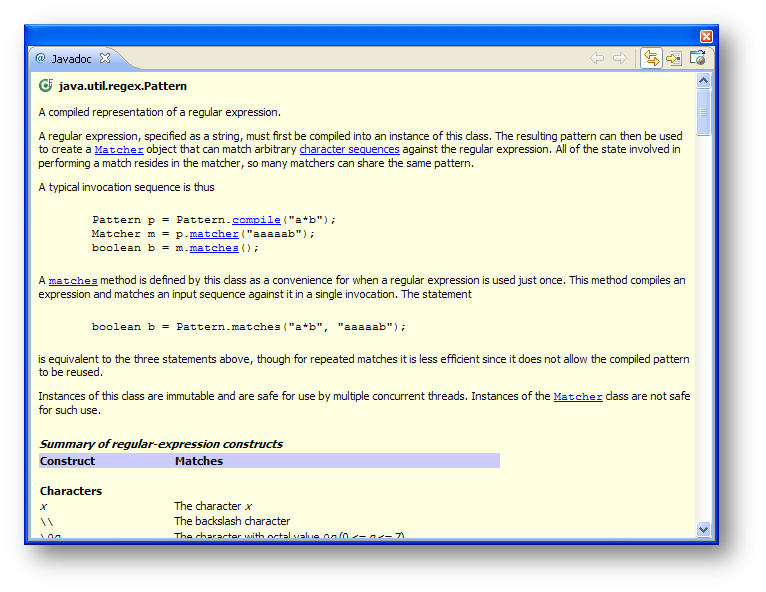 @ Javadoc
java.util.regex.Pattern
A compiled representation of a regular expression.
A regular expression, specified as a string, must first be compiled into an instance of this class. The resulting pattern can then be used
to create a Matcher object that can match arbitrary character sequences against the regular expression. All of the state involved in
performing a match resides in the matcher, so many matchers can share the same pattern.
A typical invocation sequence is thus
Pattern p = Pattern.compile("a*b");
Matcher m = p.matcher("aaaaab");
boolean b = m.matches();
A matches method is defined by this class as a convenience for when a regular expression is used just once. This method compiles an
expression and matches an input sequence against it in a single invocation. The statement
boolean b = Pattern.matches("a*b", "aaaaab");
is equivalent to the three statements above, though for repeated matches it is less efficient since it does not allow the compiled pattern
to be reused.
Instances of this class are immutable and are safe for use by multiple concurrent threads. Instances of the Matcher class are not safe
for such use.
Summary of regular-expression constructs
Construct Matches
Characters
x The character x
\\ The backslash character
\0n The character with octal value 0n (0 <= n <= 7)